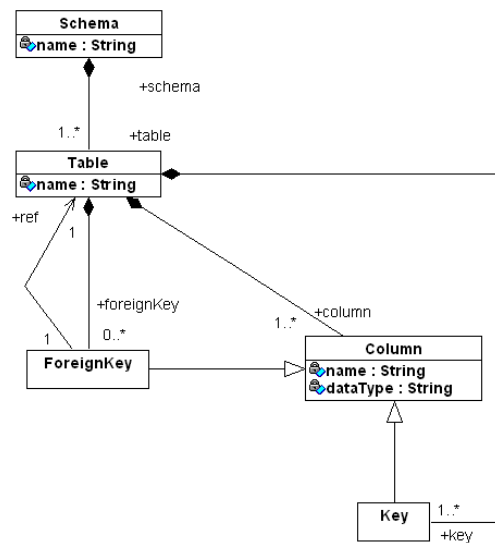 Schema
name : String
+schema
1..*
+table
Table
name : String
+ref
1
+foreignKey
+column
1
0..*
1..*
ForeignKey
Column
name : String
dataType : String
Key
1..*
+key